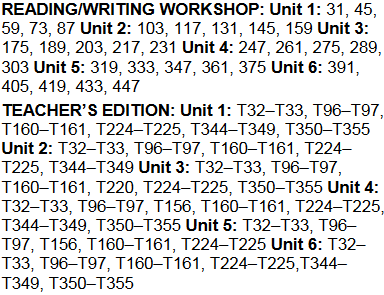 READING/WRITING WORKSHOP: Unit 1: 31, 45,
59, 73, 87 Unit 2: 103, 117, 131, 145, 159 Unit 3:
175, 189, 203, 217, 231 Unit 4: 247, 261, 275, 289,
303 Unit 5: 319, 333, 347, 361, 375 Unit 6: 391,
405, 419, 433, 447
TEACHER'S EDITION: Unit 1: T32–T33, T96–T97,
T160–T161, T224–T225, T344–T349, T350–T355
Unit 2: T32–T33, T96–T97, T160–T161, T224–
T225, T344–T349 Unit 3: T32–T33, T96–T97,
T160–T161, T220, T224–T225, T350–T355 Unit 4:
T32–T33, T96–T97, T156, T160–T161, T224–T225,
T344–T349, T350–T355 Unit 5: T32–T33, T96–
T97, T156, T160–T161, T224–T225 Unit 6: T32–
T33, T96–T97, T160–T161, T224–T225,T344–
T349, T350–T355